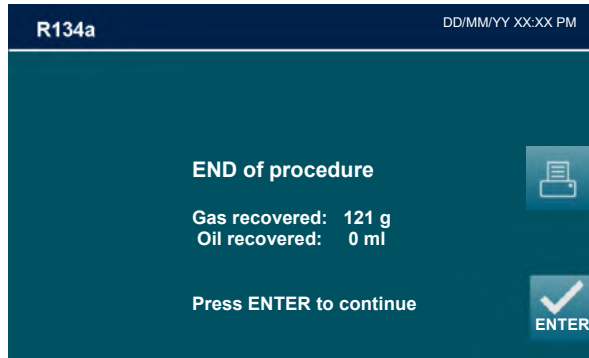 R134a
DD/MM/YY XX:XX PM
END of procedure
Gas recovered: 121 g
Oil recovered: 0 ml
Press ENTER to continue
ENTER